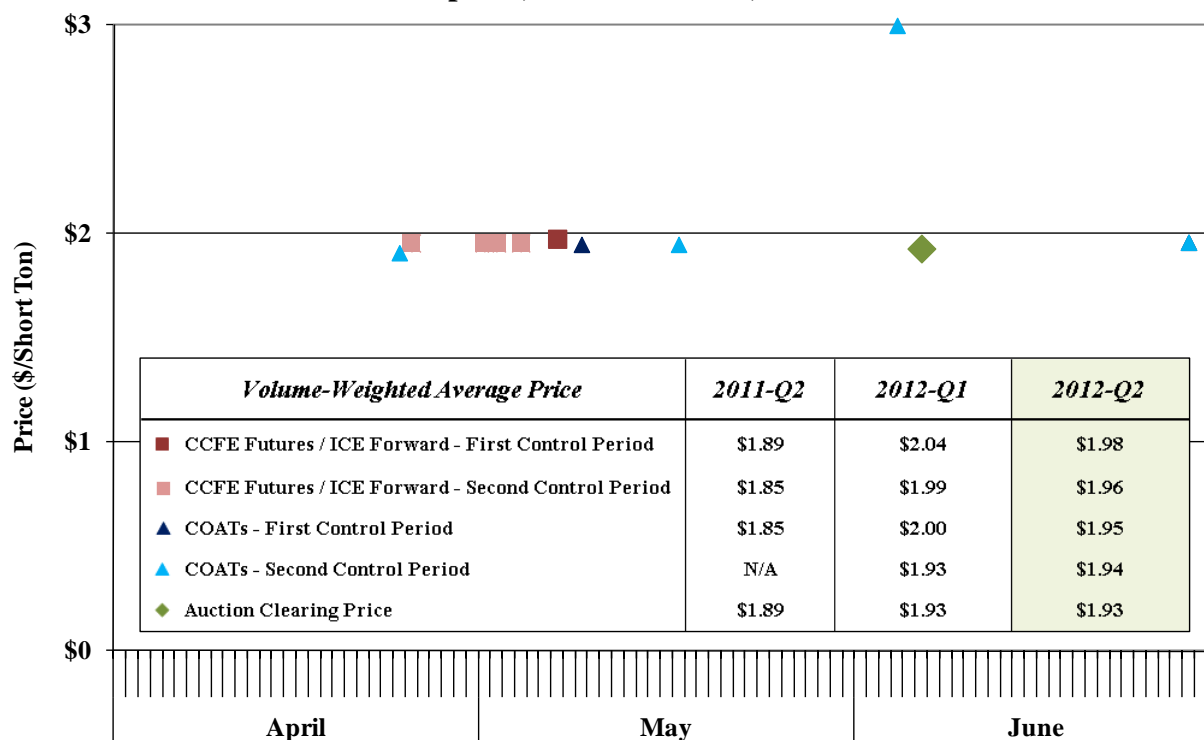 $3
$2
$1
$0
Price ($/Short Ton)
Volume-Weighted Average Price 2011-Q2 2012-Q1 2012-Q2
CCFE Futures / ICE Forward - First Control Period $1.89 $2.04 $1.98
CCFE Futures / ICE Forward - Second Control Period $1.85 $1.99 $1.96
COATs - First Control Period $1.85 $2.00 $1.95
COATs - Second Control Period N/A $1.93 $1.94
Auction Clearing Price $1.89 $1.93 $1.93
April May June